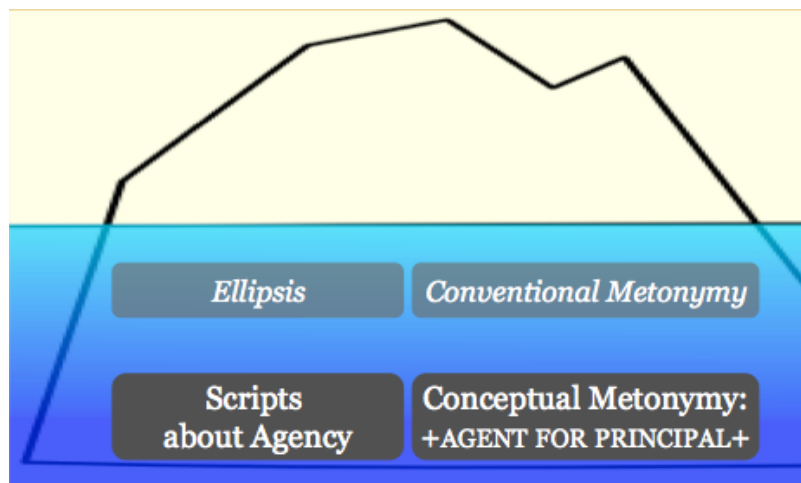 Ellipsis
Conventional Metonymy
Scripts
about Agency
Conceptual Metonymy:
+AGENT FOR PRINCIPAL+